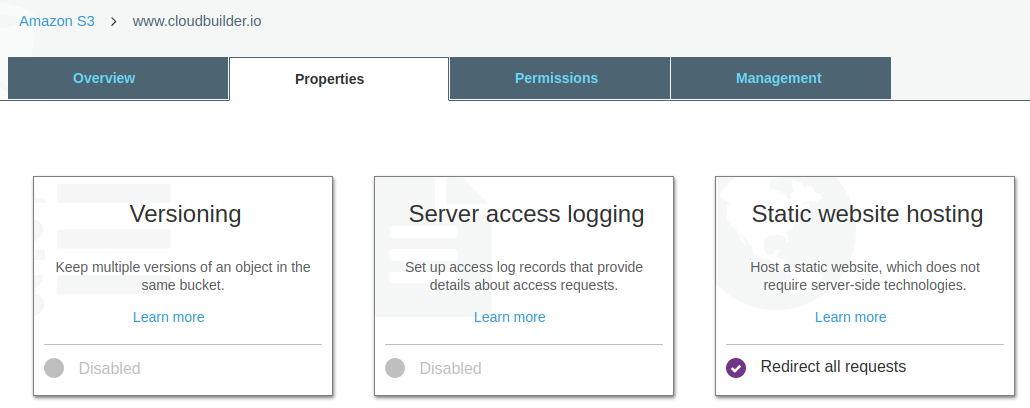 Amazon S3 > www.cloudbuilder.io
Overview Properties Permissions Management
Versioning
Keep multiple versions of an object in the
same bucket.
Learn more
Disabled
Server access logging
Set up access log records that provide
details about access requests.
Learn more
Disabled
Static website hosting
Host a static website, which does not
require server-side technologies.
Learn more
Redirect all requests